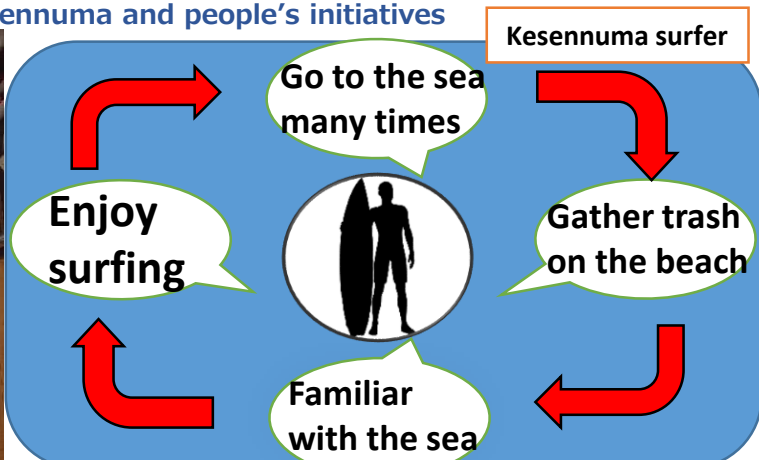 ennuma and people's initiatives
Kesennuma surfer
Go to the sea
many times
Gather trash
on the beach
Familiar
with the sea
Enjoy
surfing